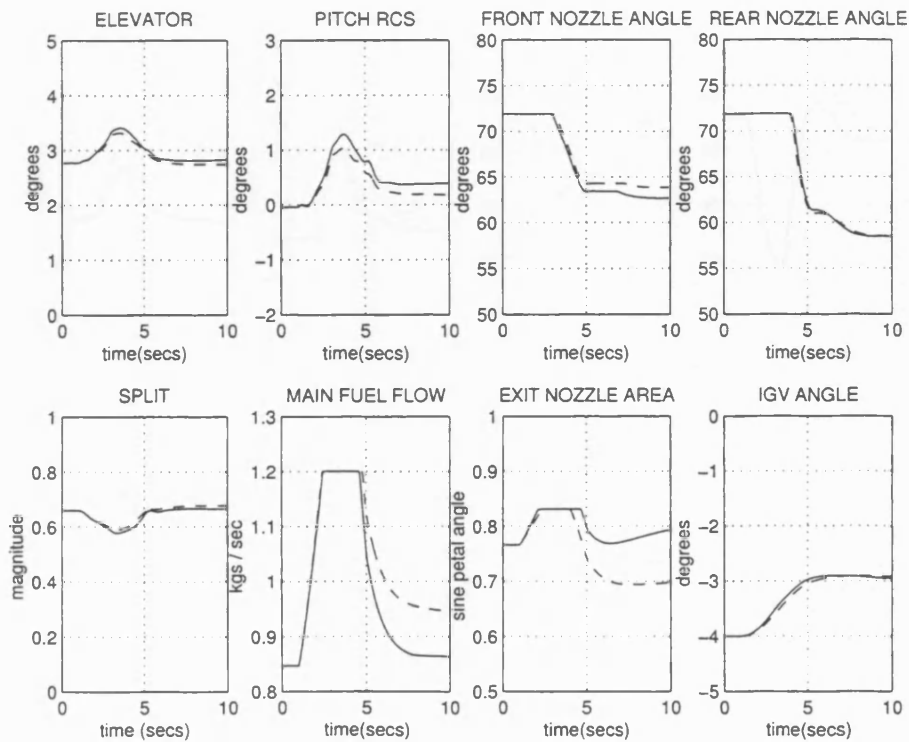 ELEVATOR
5
4
3
2
1
0
degrees
0 5 10
time(secs)
PITCH RCS
3
2
1
0
−1
−2
degrees
0 5 10
time(secs)
FRONT NOZZLE ANGLE
80
75
70
65
60
55
50
degrees
0 5 10
time(secs)
REAR NOZZLE ANGLE
80
75
70
65
60
55
50
degrees
0 5 10
time(secs)
SPLIT
1
0.8
0.6
0.4
0.2
0
magnitude
0 5 10
time (secs)
MAIN FUEL FLOW
1.3
1.2
1.1
1
0.9
0.8
kgs / sec
0 5 10
time(secs)
EXIT NOZZLE AREA
1
0.9
0.8
0.7
0.6
0.5
sine petal angle
0 5 10
time(secs)
IGV ANGLE
0
−1
−2
−3
−4
−5
degrees
0 5 10
time(secs)